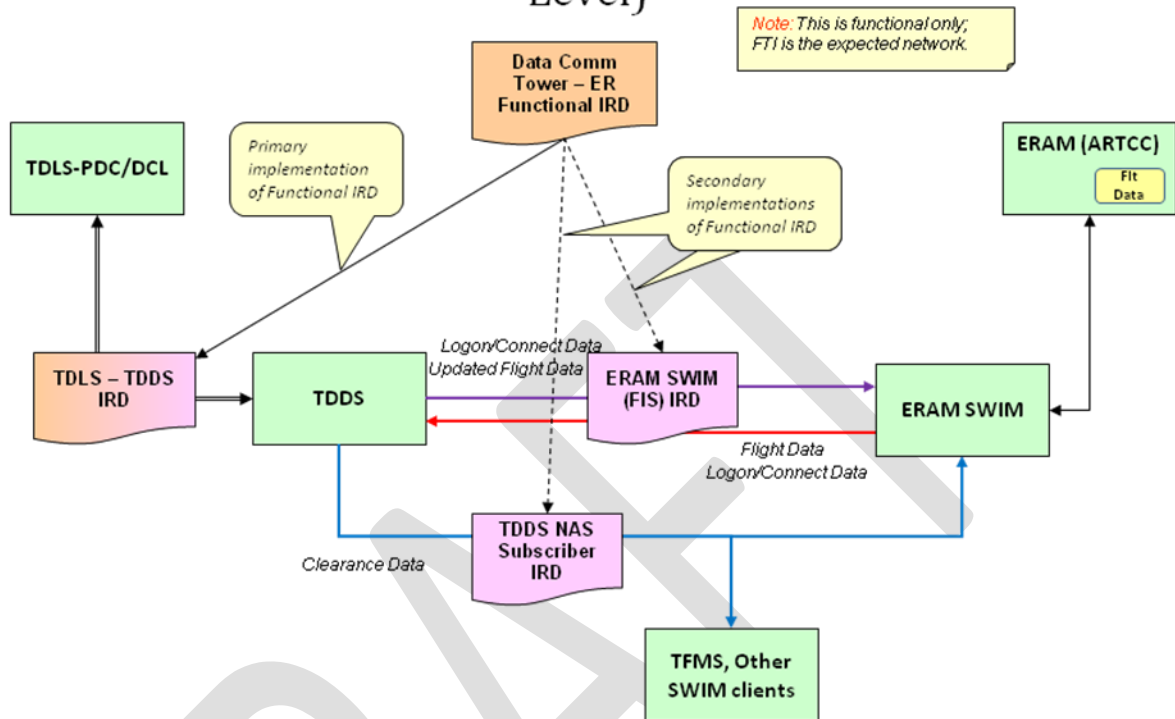 Level)
Note: This is functional only;
FTI is the expected network.
Data Comm
Tower – ER
Functional IRD
TDLS-PDC/DCL
Primary
implementation
of Functional IRD
Secondary
implementations
of Functional IRD
ERAM (ARTCC)
Flt
Data
TDLS – TDDS
IRD
TDDS
Logon/Connect Data
Updated Flight Data
ERAM SWIM
(FIS) IRD
ERAM SWIM
Flight Data
Logon/Connect Data
TDDS NAS
Subscriber
IRD
Clearance Data
TFMS, Other
SWIM clients
DRAFT